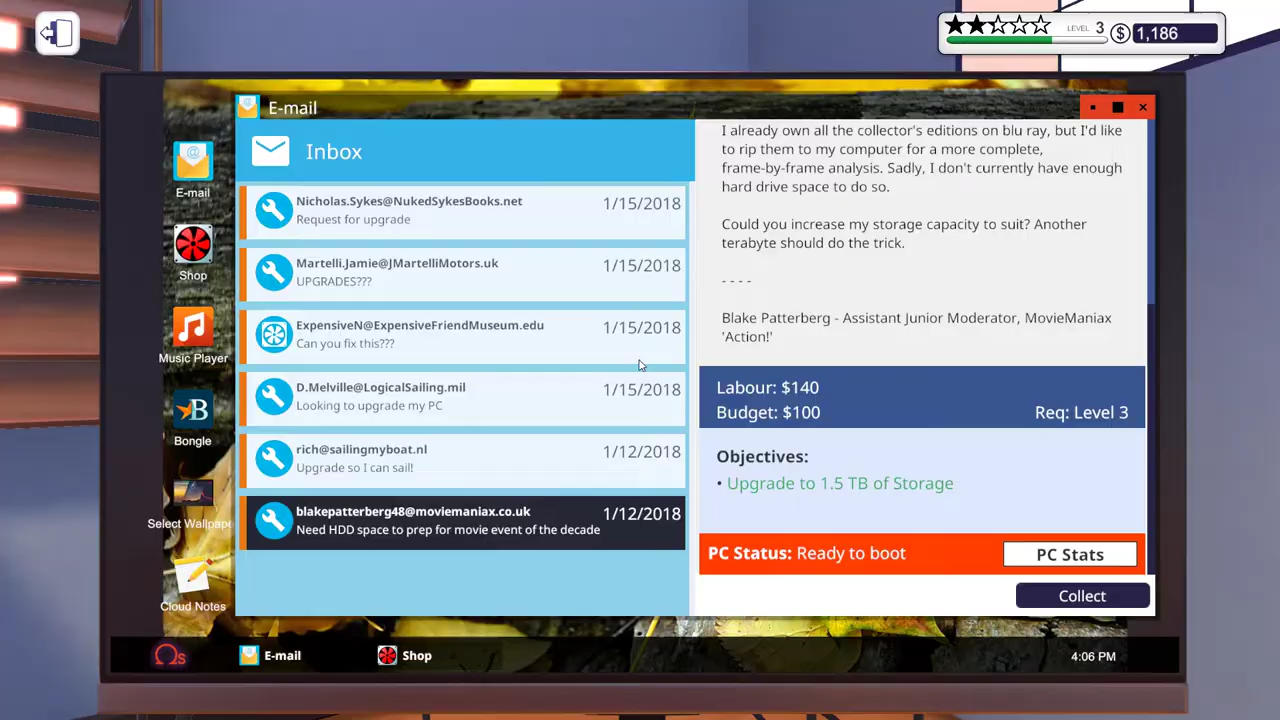 LEVEL 3
$ 1,186
E-mail
Inbox
Nicholas.Sykes@NukedSykesBooks.net
1/15/2018
Request for upgrade
Martelli.Jamie@JMartelliMotors.uk
1/15/2018
UPGRADES???
ExpensiveN@ExpensiveFriendMuseum.edu
1/15/2018
Can you fix this???
D.Melville@LogicalSailing.mil
1/15/2018
Looking to upgrade my PC
rich@sailingmyboat.nl
1/12/2018
Upgrade so I can sail!
blakepatterberg48@moviemaniax.co.uk
1/12/2018
Need HDD space to prep for movie event of the decade
I already own all the collector's editions on blu ray, but I'd like
to rip them to my computer for a more complete,
frame-by-frame analysis. Sadly, I don't currently have enough
hard drive space to do so.
Could you increase my storage capacity to suit? Another
terabyte should do the trick.
- - - -
Blake Patterberg - Assistant Junior Moderator, MovieManiax
'Action!'
Labour: $140
Budget: $100
Req: Level 3
Objectives:
• Upgrade to 1.5 TB of Storage
PC Status: Ready to boot
PC Stats
Collect
E-mail
Shop
Music Player
B
Bongle
Select Wallpape
Cloud Notes
Ωs
E-mail
Shop
4:06 PM